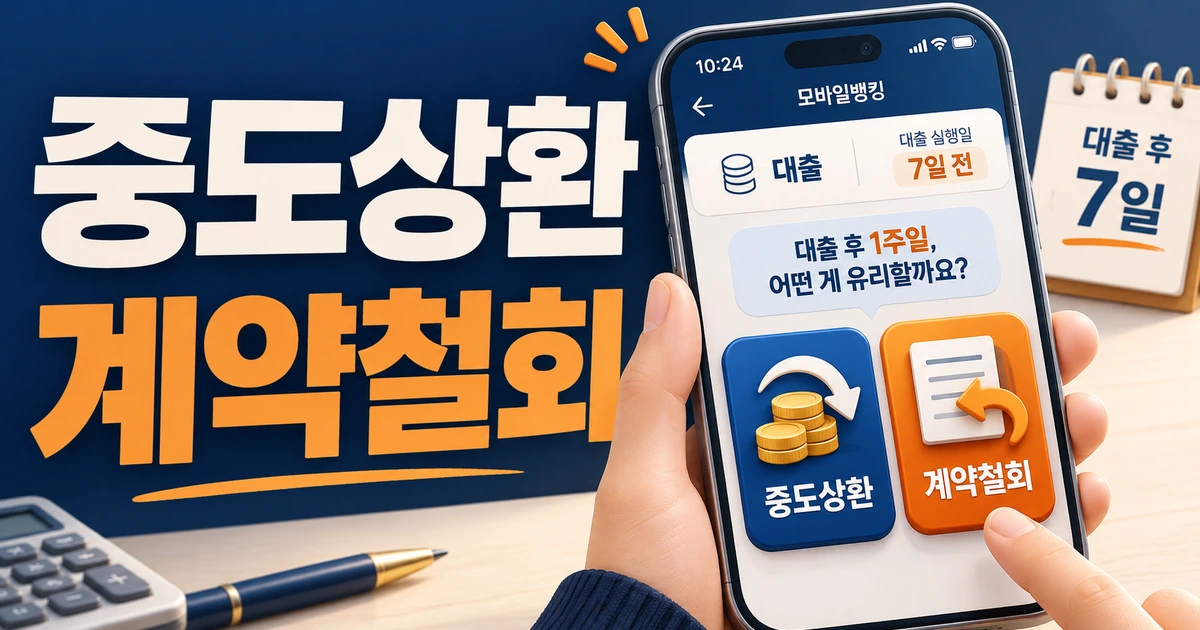 중도상환
계약철회
10:24
모바일뱅킹
대출
대출 실행일
7일 전
대출 후 1주일,
어떤 게 유리할까요?
중도상환
계약철회
대출 후
7일